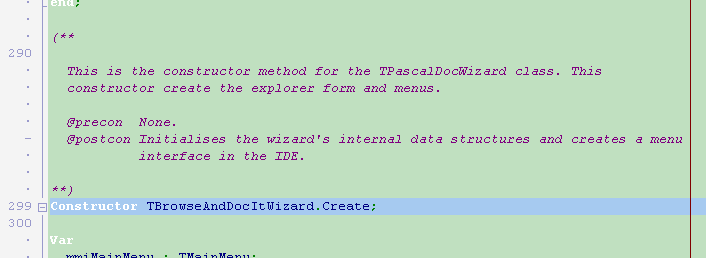 end;
(**
290
This is the constructor method for the TPascalDocWizard class. This
constructor create the explorer form and menus.
@precon None.
@postcon Initialises the wizard's internal data structures and creates a menu
interface in the IDE.
**)
299 Constructor TBrowseAndDocItWizard.Create;
300
Var
mmiMainMenu : TMainMenu;